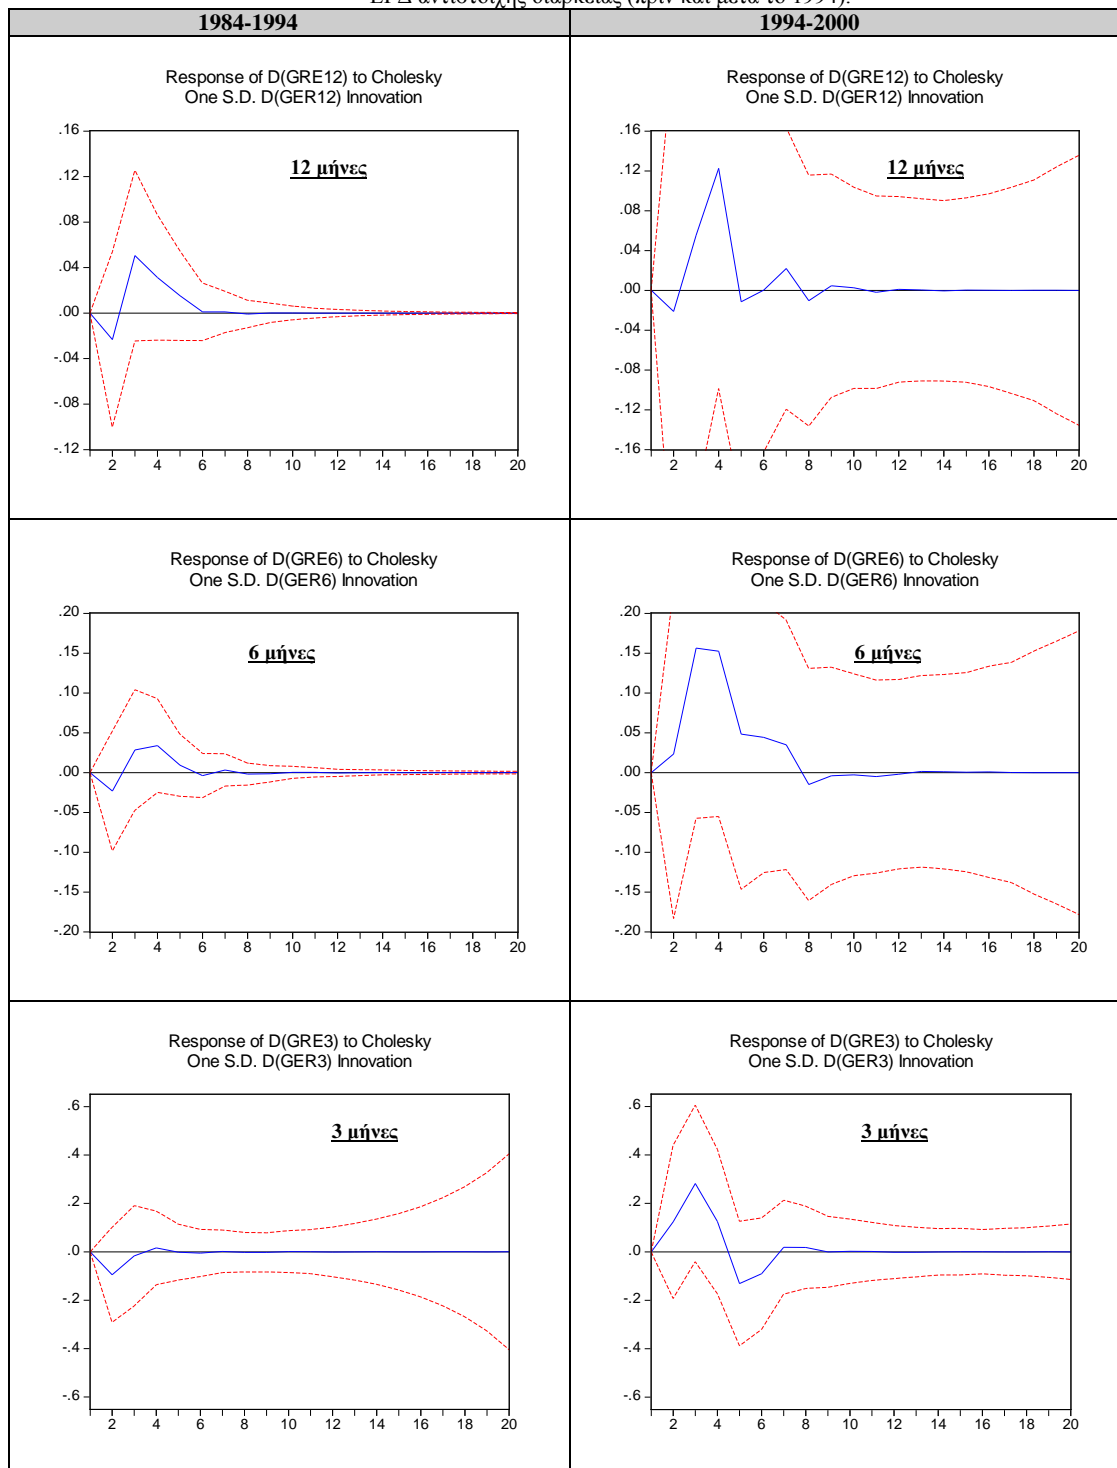 ΕΓΔ αντίστοιχης διάρκειας (πριν και μετά το 1994).
1984-1994
1994-2000
Response of D(GRE12) to Cholesky
One S.D. D(GER12) Innovation
12 μήνες
.16
.12
.08
.04
.00
-.04
-.08
-.12
2 4 6 8 10 12 14 16 18 20
Response of D(GRE12) to Cholesky
One S.D. D(GER12) Innovation
12 μήνες
.16
.12
.08
.04
.00
-.04
-.08
-.12
-.16
2 4 6 8 10 12 14 16 18 20
Response of D(GRE6) to Cholesky
One S.D. D(GER6) Innovation
6 μήνες
.20
.15
.10
.05
.00
-.05
-.10
-.15
-.20
2 4 6 8 10 12 14 16 18 20
Response of D(GRE6) to Cholesky
One S.D. D(GER6) Innovation
6 μήνες
.20
.15
.10
.05
.00
-.05
-.10
-.15
-.20
2 4 6 8 10 12 14 16 18 20
Response of D(GRE3) to Cholesky
One S.D. D(GER3) Innovation
3 μήνες
.6
.4
.2
.0
-.2
-.4
-.6
2 4 6 8 10 12 14 16 18 20
Response of D(GRE3) to Cholesky
One S.D. D(GER3) Innovation
3 μήνες
.6
.4
.2
.0
-.2
-.4
-.6
2 4 6 8 10 12 14 16 18 20